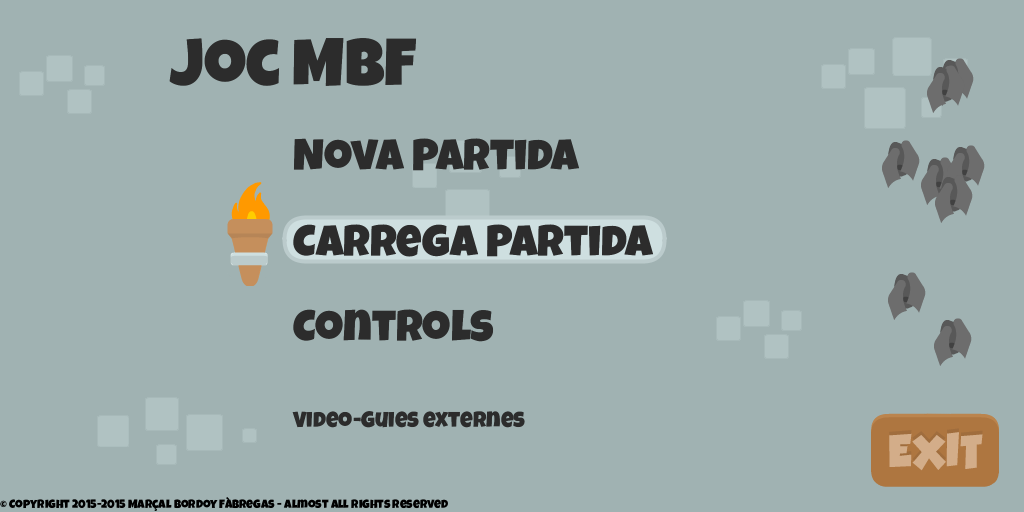 JOC MBF
NOVA PARTIDA
CARREGA PARTIDA
CONTROLS
VIDEO-GUIES EXTERNES
EXIT
© COPYRIGHT 2015-2015 MARÇAL BORDOY FÀBREGAS - ALMOST ALL RIGHTS RESERVED